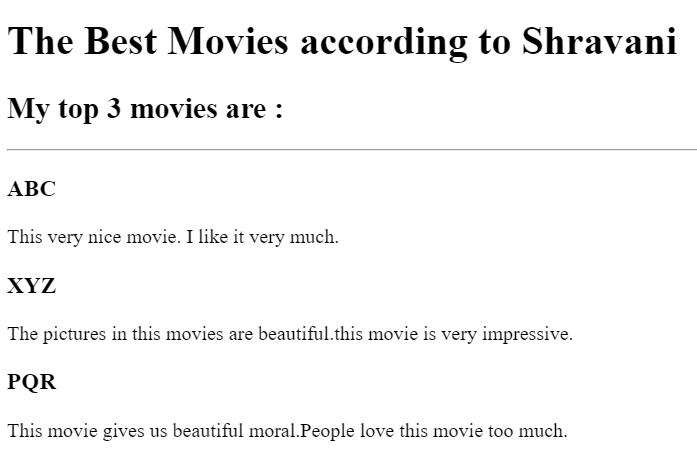 The Best Movies according to Shravani
My top 3 movies are :
ABC
This very nice movie. I like it very much.
XYZ
The pictures in this movies are beautiful.this movie is very impressive.
PQR
This movie gives us beautiful moral.People love this movie too much.